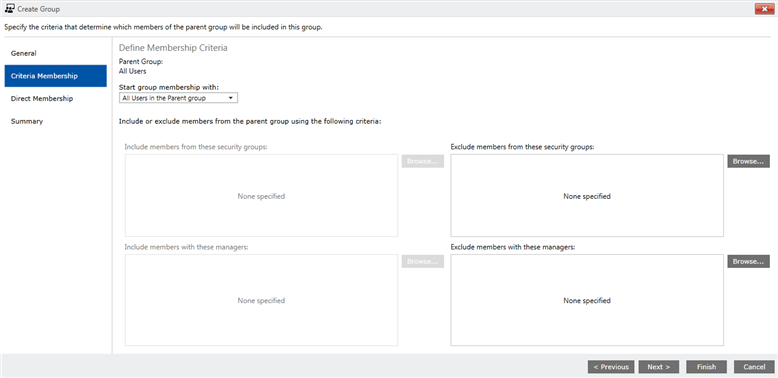 Create Group
Specify the criteria that determine which members of the parent group will be included in this group.
General
Criteria Membership
Direct Membership
Summary
Define Membership Criteria
Parent Group:
All Users
Start group membership with:
All Users in the Parent group
Include or exclude members from the parent group using the following criteria:
Include members from these security groups:
None specified
Browse...
Exclude members from these security groups:
None specified
Browse...
Include members with these managers:
None specified
Browse...
Exclude members with these managers:
None specified
Browse...
< Previous
Next >
Finish
Cancel